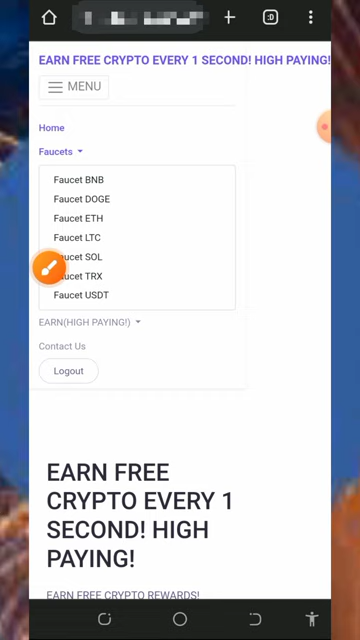 :D
EARN FREE CRYPTO EVERY 1 SECOND! HIGH PAYING!
MENU
Home
Faucets
Faucet BNB
Faucet DOGE
Faucet ETH
Faucet LTC
Faucet SOL
Faucet TRX
Faucet USDT
EARN(HIGH PAYING!)
Contact Us
Logout
EARN FREE
CRYPTO EVERY 1
SECOND! HIGH
PAYING!
EARN FREE CRYPTO REWARDS!